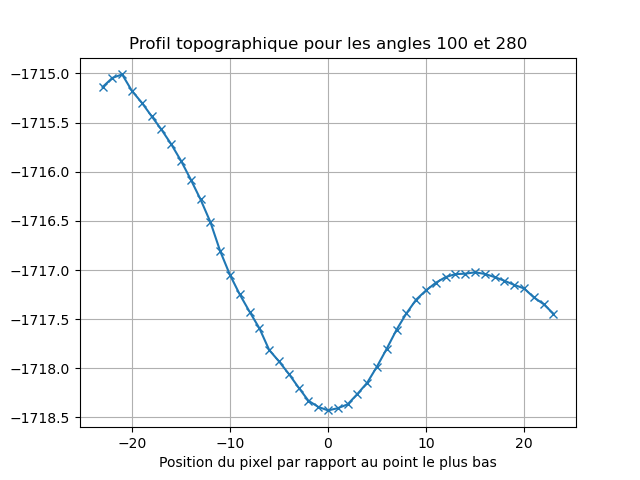 Profil topographique pour les angles 100 et 280
−1715.0
−1715.5
−1716.0
−1716.5
−1717.0
−1717.5
−1718.0
−1718.5
−20 −10 0 10 20
Position du pixel par rapport au point le plus bas